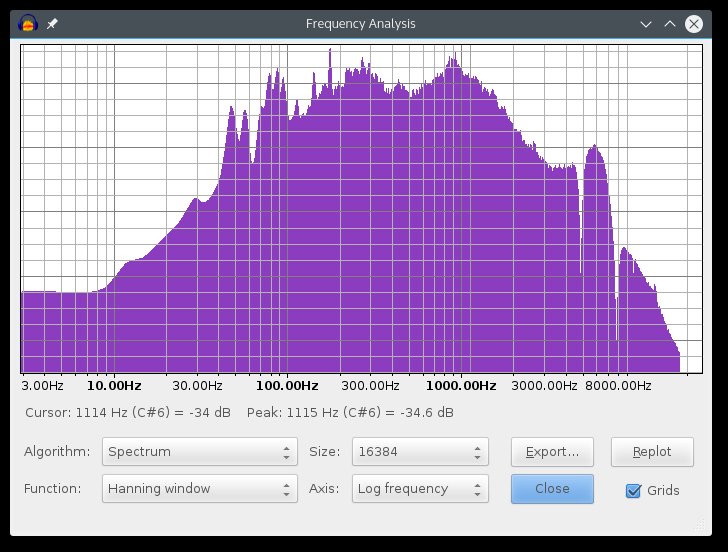 Frequency Analysis
3.00Hz 10.00Hz 30.00Hz 100.00Hz 300.00Hz 1000.00Hz 3000.00Hz 8000.00Hz
Cursor: 1114 Hz (C#6) = -34 dB Peak: 1115 Hz (C#6) = -34.6 dB
Algorithm: Spectrum Size: 16384 Export... Replot
Function: Hanning window Axis: Log frequency Close Grids